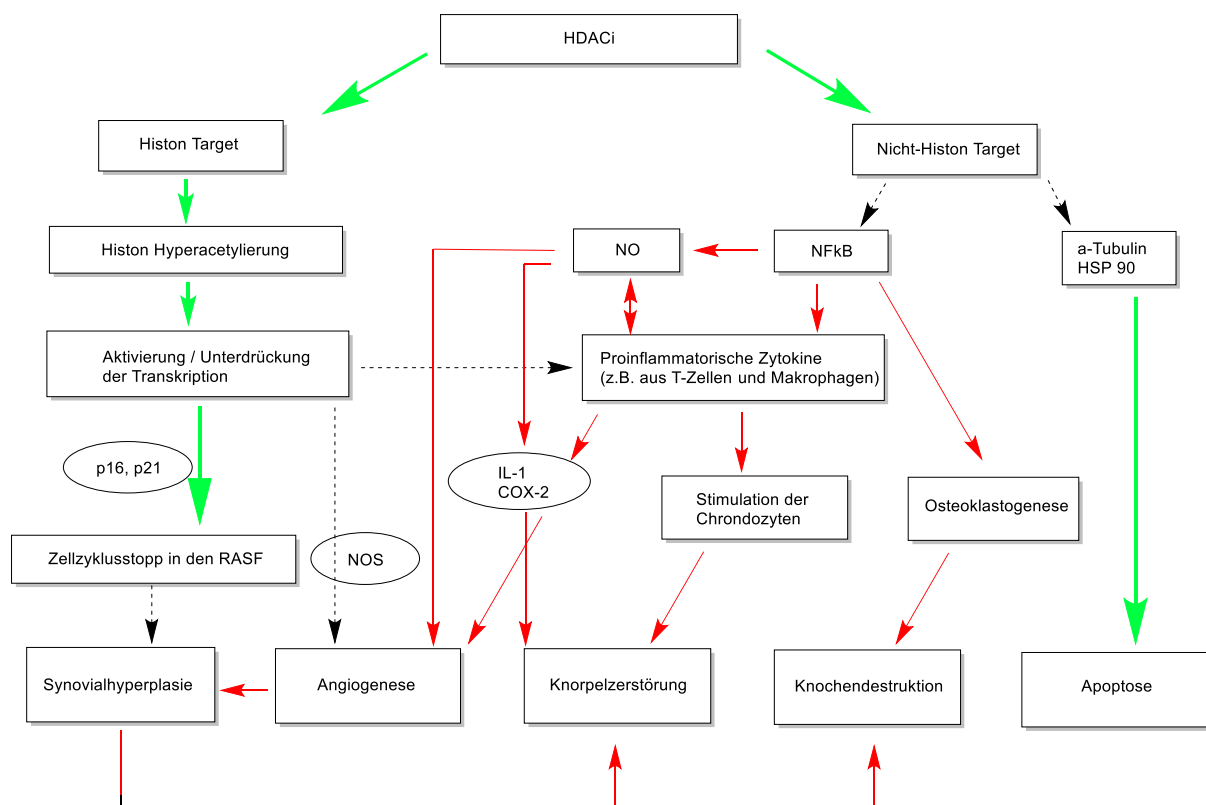 HDACi
Histon Target
Nicht-Histon Target
Histon Hyperacetylierung
NO
NFkB
a-Tubulin
HSP 90
Aktivierung / Unterdrückung
der Transkription
Proinflammatorische Zytokine
(z.B. aus T-Zellen und Makrophagen)
p16, p21
IL-1
COX-2
Stimulation der
Chrondozyten
Osteoklastogenese
Zellzyklusstopp in den RASF
NOS
Synovialhyperplasie
Angiogenese
Knorpelzerstörung
Knochendestruktion
Apoptose